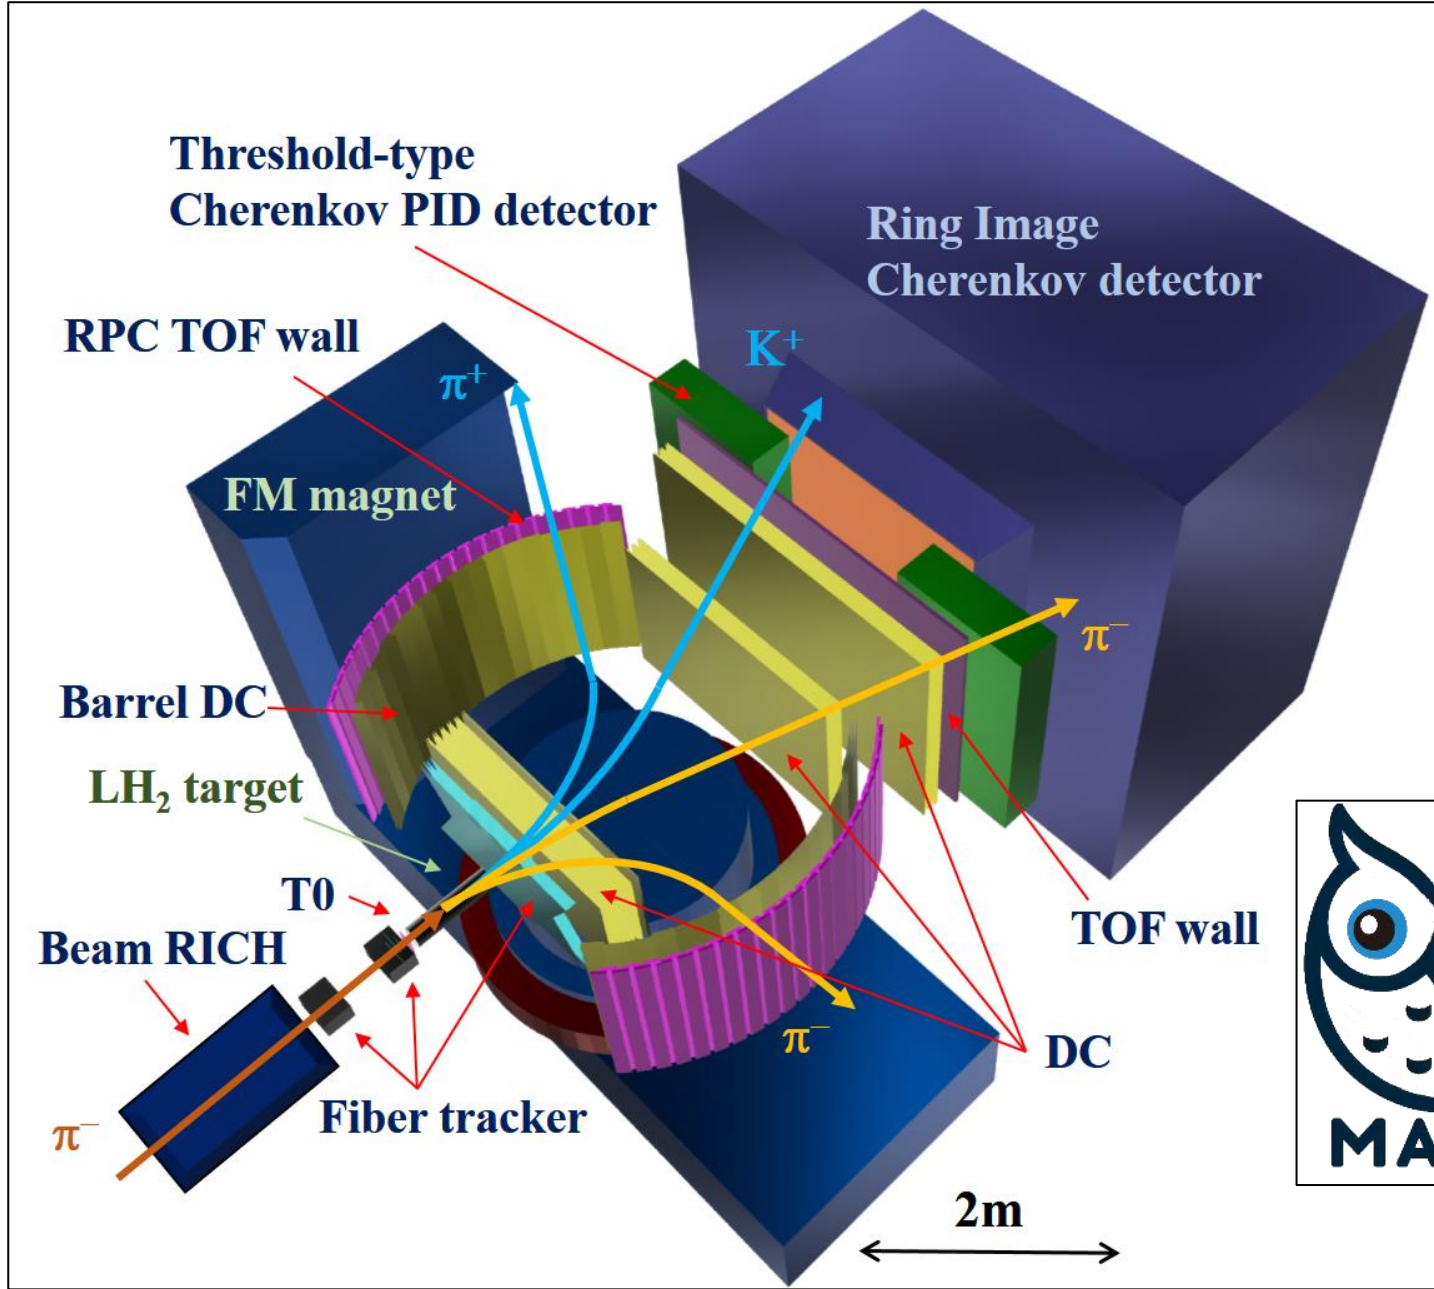 Threshold-type
Cherenkov PID detector
Ring Image
Cherenkov detector
RPC TOF wall
π⁺
K⁺
FM magnet
π⁻
Barrel DC
LH₂ target
T0
TOF wall
Beam RICH
π⁻
DC
Fiber tracker
π⁻
MA
2m